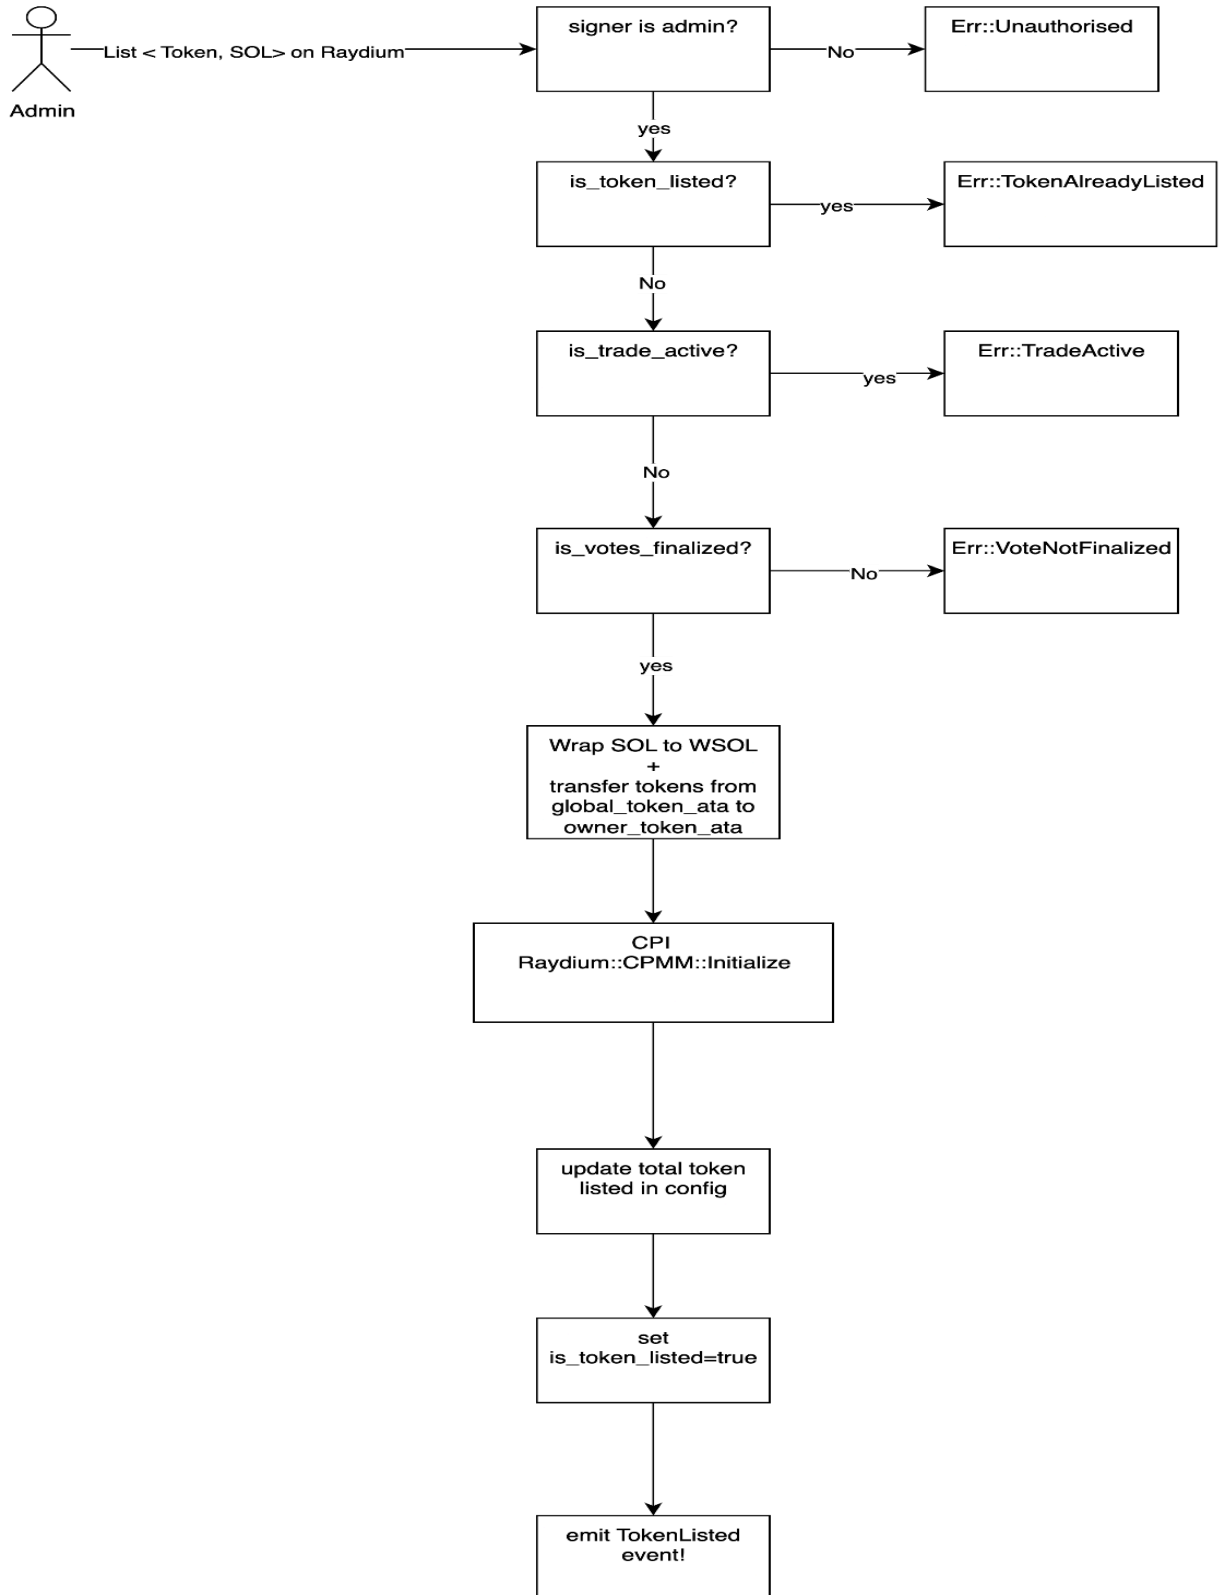 signer is admin?
Err::Unauthorised
List < Token, SOL> on Raydium
No
Admin
yes
is_token_listed?
Err::TokenAlreadyListed
yes
No
is_trade_active?
Err::TradeActive
yes
No
is_votes_finalized?
Err::VoteNotFinalized
No
yes
Wrap SOL to WSOL
+
transfer tokens from
global_token_ata to
owner_token_ata
CPI
Raydium::CPMM::Initialize
update total token
listed in config
set
is_token_listed=true
emit TokenListed
event!